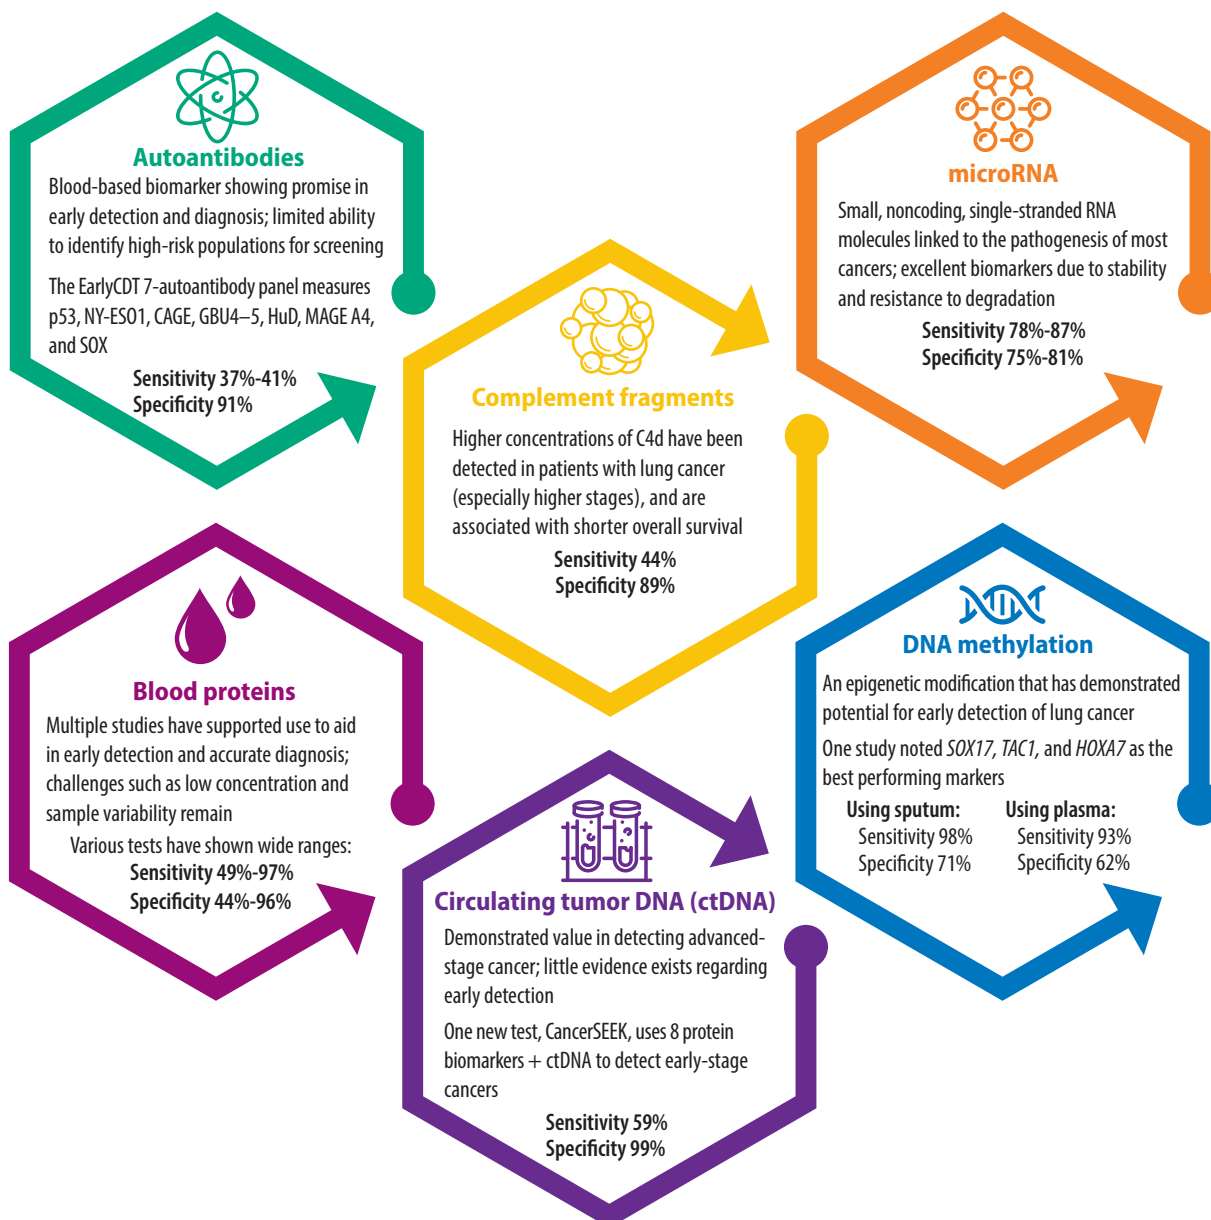 Autoantibodies
Blood-based biomarker showing promise in
early detection and diagnosis; limited ability
to identify high-risk populations for screening
The EarlyCDT 7-autoantibody panel measures
p53, NY-ESO1, CAGE, GBU4–5, HuD, MAGE A4,
and SOX
Sensitivity 37%-41%
Specificity 91%
microRNA
Small, noncoding, single-stranded RNA
molecules linked to the pathogenesis of most
cancers; excellent biomarkers due to stability
and resistance to degradation
Sensitivity 78%-87%
Specificity 75%-81%
Complement fragments
Higher concentrations of C4d have been
detected in patients with lung cancer
(especially higher stages), and are
associated with shorter overall survival
Sensitivity 44%
Specificity 89%
Blood proteins
Multiple studies have supported use to aid
in early detection and accurate diagnosis;
challenges such as low concentration and
sample variability remain
Various tests have shown wide ranges:
Sensitivity 49%-97%
Specificity 44%-96%
DNA methylation
An epigenetic modification that has demonstrated
potential for early detection of lung cancer
One study noted SOX17, TAC1, and HOXA7 as the
best performing markers
Using sputum:
Sensitivity 98%
Specificity 71%
Using plasma:
Sensitivity 93%
Specificity 62%
Circulating tumor DNA (ctDNA)
Demonstrated value in detecting advanced-
stage cancer; little evidence exists regarding
early detection
One new test, CancerSEEK, uses 8 protein
biomarkers + ctDNA to detect early-stage
cancers
Sensitivity 59%
Specificity 99%